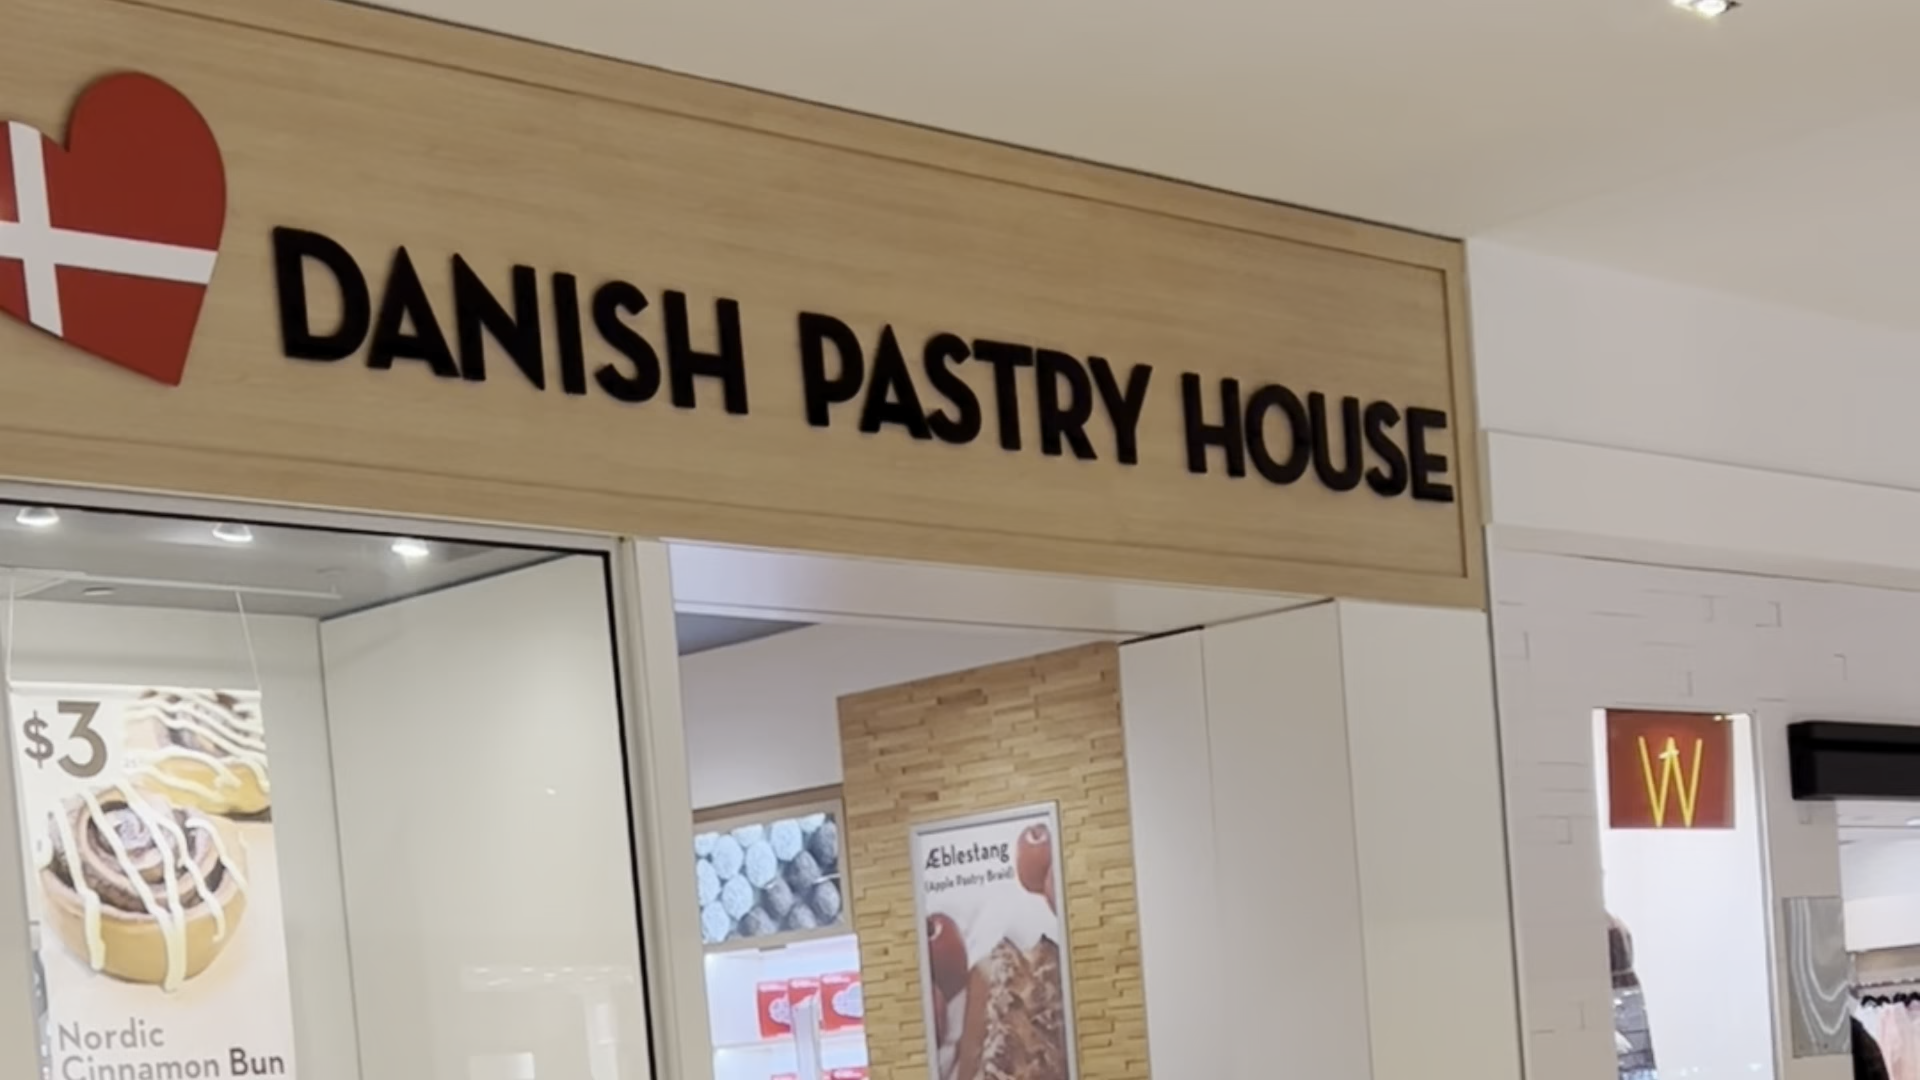 DANISH PASTRY HOUSE
$3
Nordic
Cinnamon Bun
Æblestang
(Apple Pastry Braid)
W